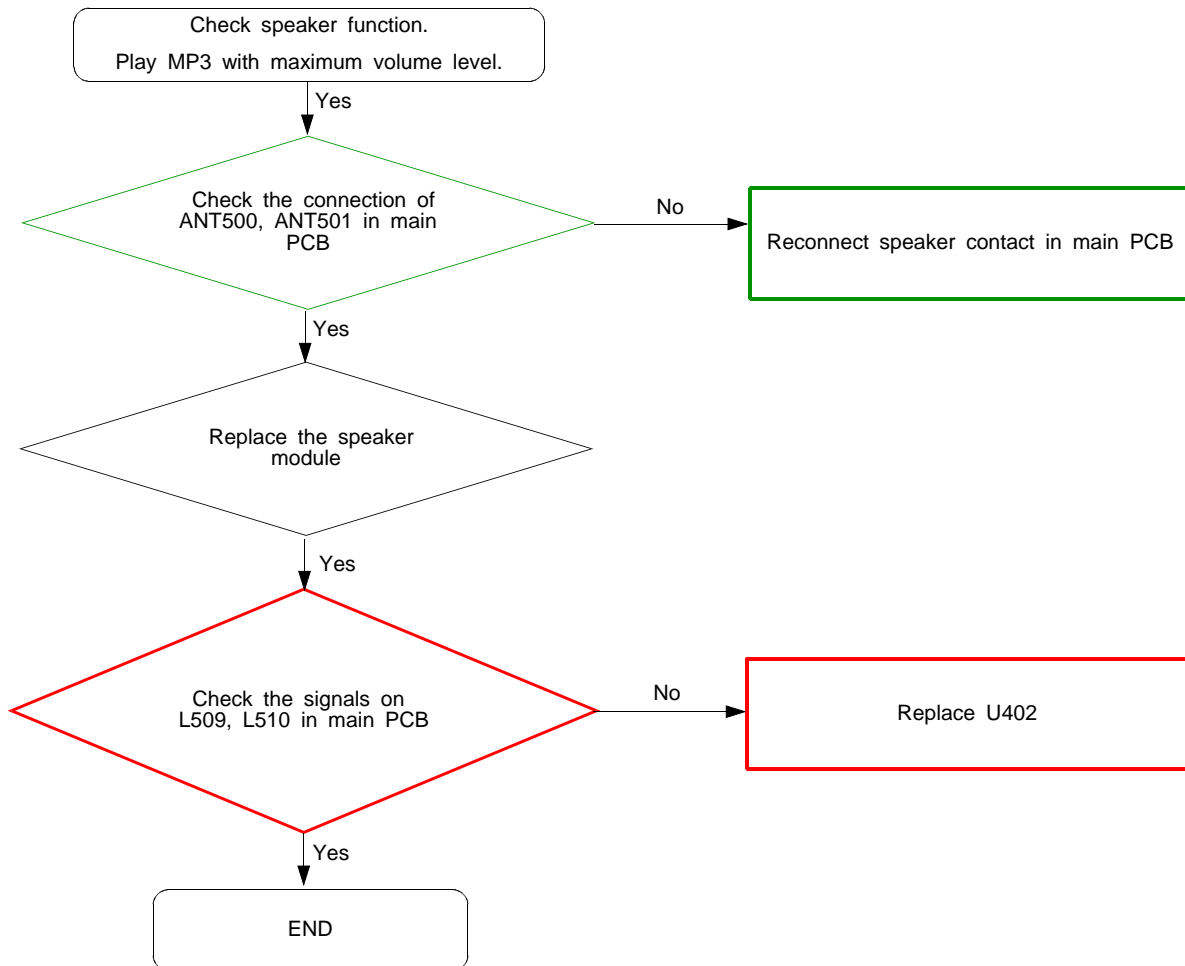 Check speaker function.
Play MP3 with maximum volume level.
Yes
Check the connection of
ANT500, ANT501 in main
PCB
No
Reconnect speaker contact in main PCB
Yes
Replace the speaker
module
Yes
Check the signals on
L509, L510 in main PCB
No
Replace U402
Yes
END